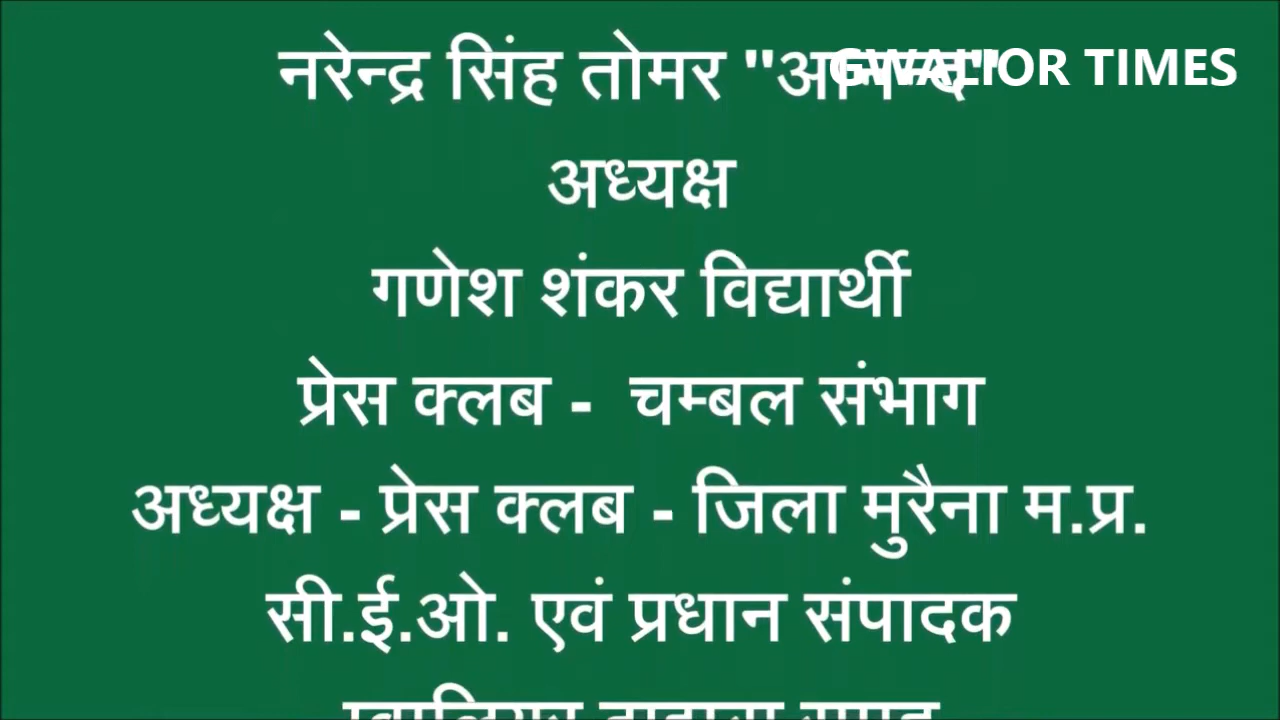 नरेन्द्र सिंह तोमर
GWALIOR TIMES
अध्यक्ष
गणेश शंकर विद्यार्थी
प्रेस क्लब - चम्बल संभाग
अध्यक्ष - प्रेस क्लब - जिला मुरैना म.प्र.
सी.ई.ओ. एवं प्रधान संपादक